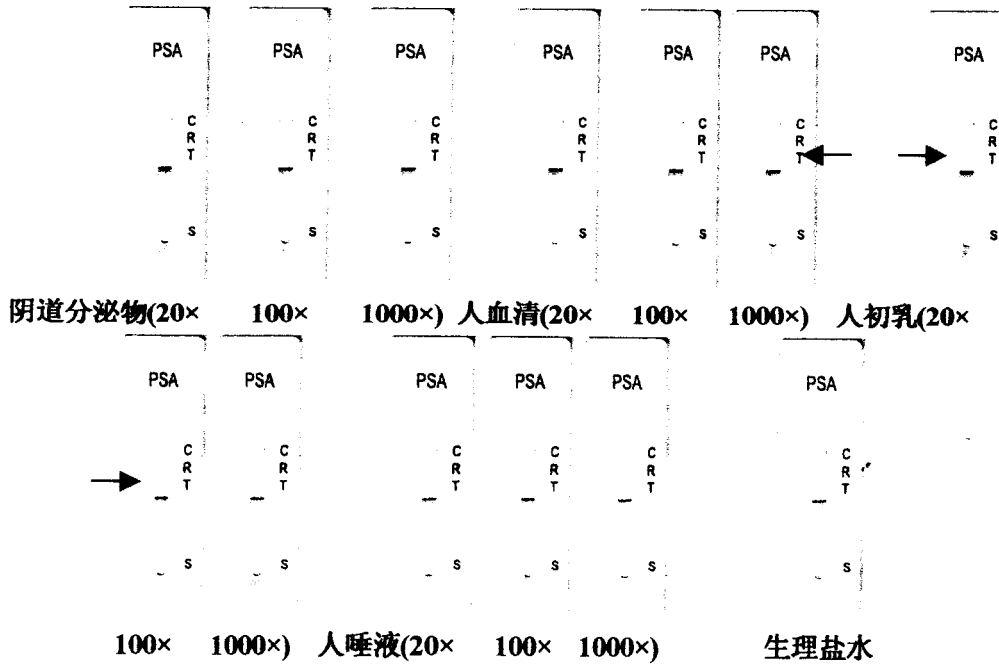 PSA PSA PSA PSA PSA PSA PSA
C C C C C C C
R R R R R R R
T T T T T T T
S S S S S S S
阴道分泌物(20× 100× 1000×) 人血清(20× 100× 1000×) 人初乳(20×
PSA PSA PSA PSA PSA PSA
C C C C C C
R R R R R R
T T T T T T
S S S S S S
100× 1000×) 人唾液(20× 100× 1000×) 生理盐水